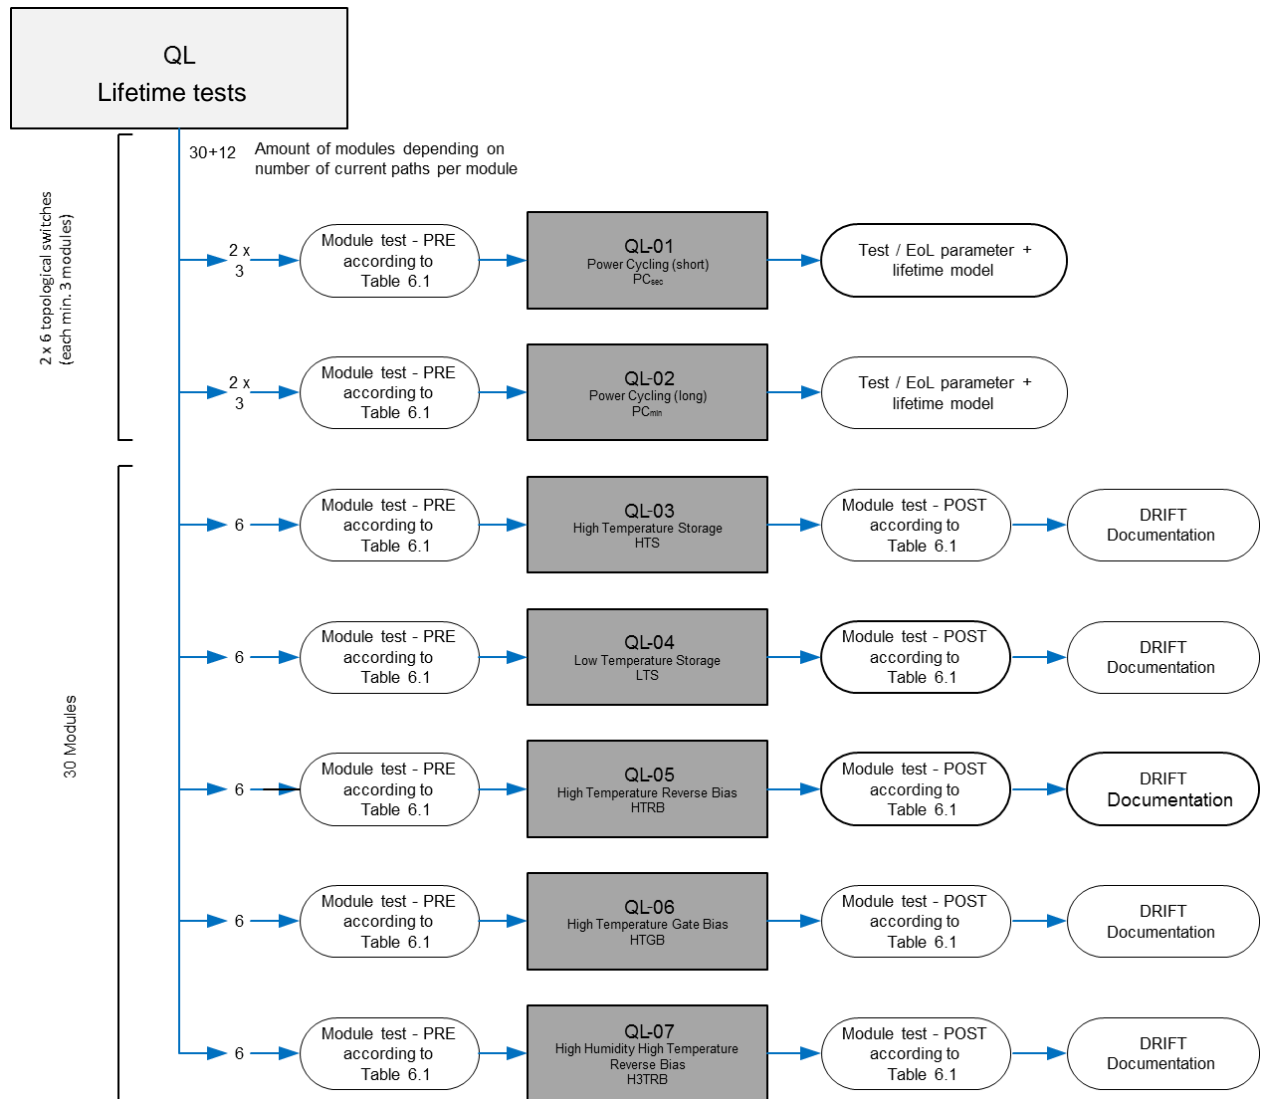 QL
Lifetime tests
30+12
Amount of modules depending on
number of current paths per module
2 x 6 topological switches
(each min. 3 modules)
2 x
3
Module test - PRE
according to
Table 6.1
QL-01
Power Cycling (short)
PCsec
Test / EoL parameter +
lifetime model
2 x
3
Module test - PRE
according to
Table 6.1
QL-02
Power Cycling (long)
PCmin
Test / EoL parameter +
lifetime model
30 Modules
6
Module test - PRE
according to
Table 6.1
QL-03
High Temperature Storage
HTS
Module test - POST
according to
Table 6.1
DRIFT
Documentation
6
Module test - PRE
according to
Table 6.1
QL-04
Low Temperature Storage
LTS
Module test - POST
according to
Table 6.1
DRIFT
Documentation
6
Module test - PRE
according to
Table 6.1
QL-05
High Temperature Reverse Bias
HTRB
Module test - POST
according to
Table 6.1
DRIFT
Documentation
6
Module test - PRE
according to
Table 6.1
QL-06
High Temperature Gate Bias
HTGB
Module test - POST
according to
Table 6.1
DRIFT
Documentation
6
Module test - PRE
according to
Table 6.1
QL-07
High Humidity High Temperature
Reverse Bias
H3TRB
Module test - POST
according to
Table 6.1
DRIFT
Documentation